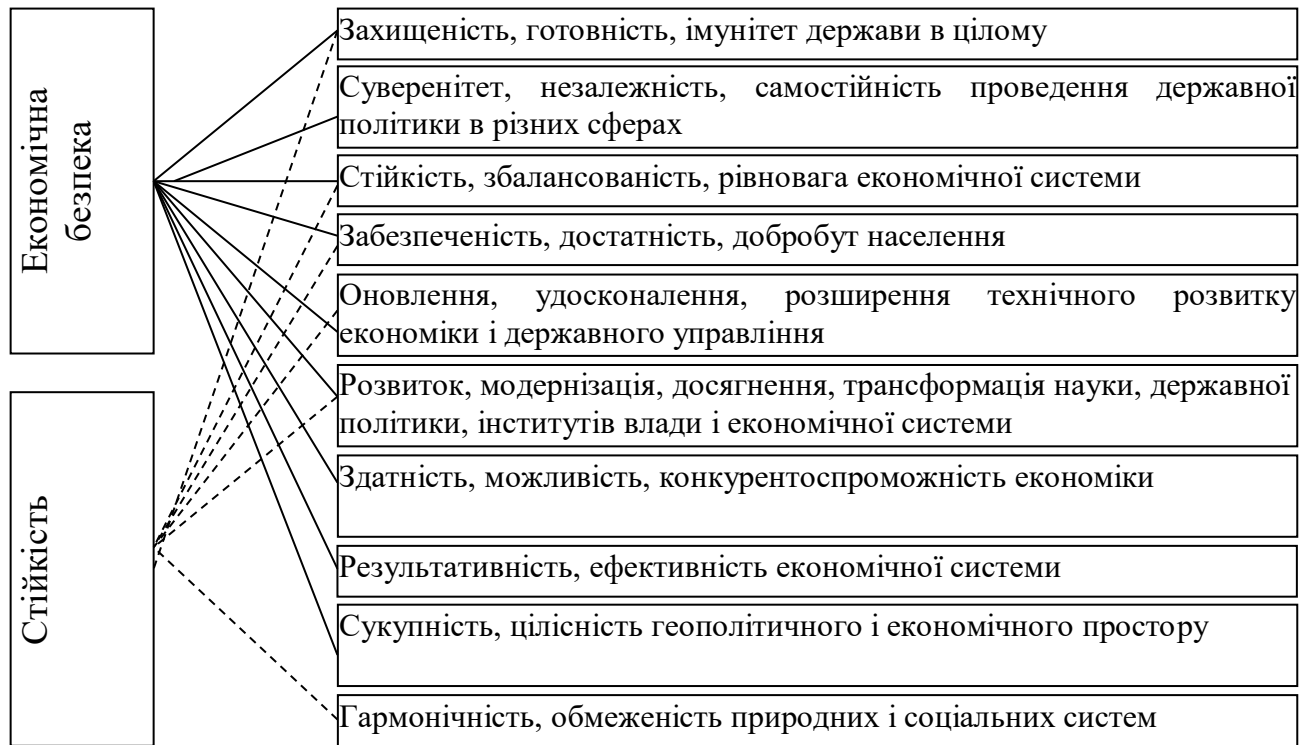 Економічна
безпека
Стійкість
Захищеність, готовність, імунітет держави в цілому
Суверенітет, незалежність, самостійність проведення державної
політики в різних сферах
Стійкість, збалансованість, рівновага економічної системи
Забезпеченість, достатність, добробут населення
Оновлення, удосконалення, розширення технічного розвитку
економіки і державного управління
Розвиток, модернізація, досягнення, трансформація науки, державної
політики, інститутів влади і економічної системи
Здатність, можливість, конкурентоспроможність економіки
Результативність, ефективність економічної системи
Сукупність, цілісність геополітичного і економічного простору
Гармонічність, обмеженість природних і соціальних систем